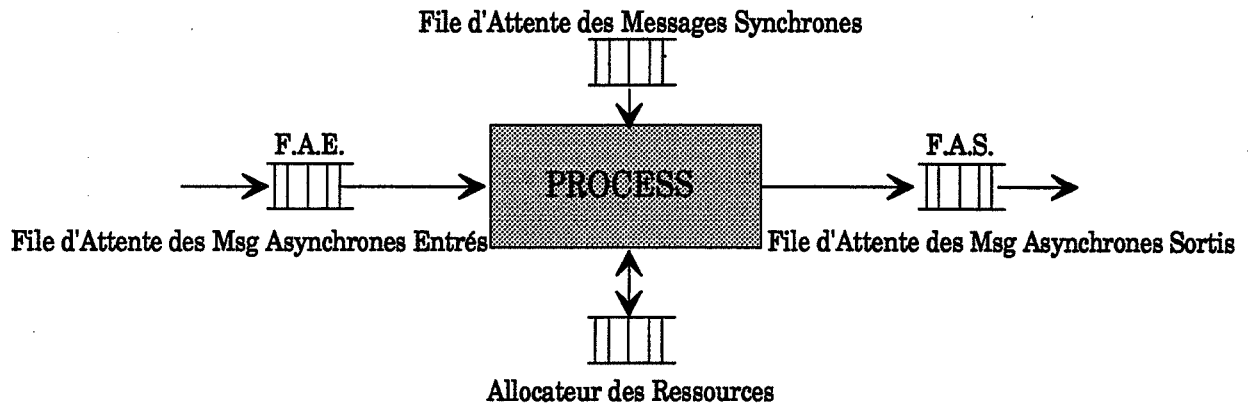 File d'Attente des Messages Synchrones
F.A.E.
F.A.S.
PROCESS
File d'Attente des Msg Asynchrones Entrés
File d'Attente des Msg Asynchrones Sortis
Allocateur des Ressources